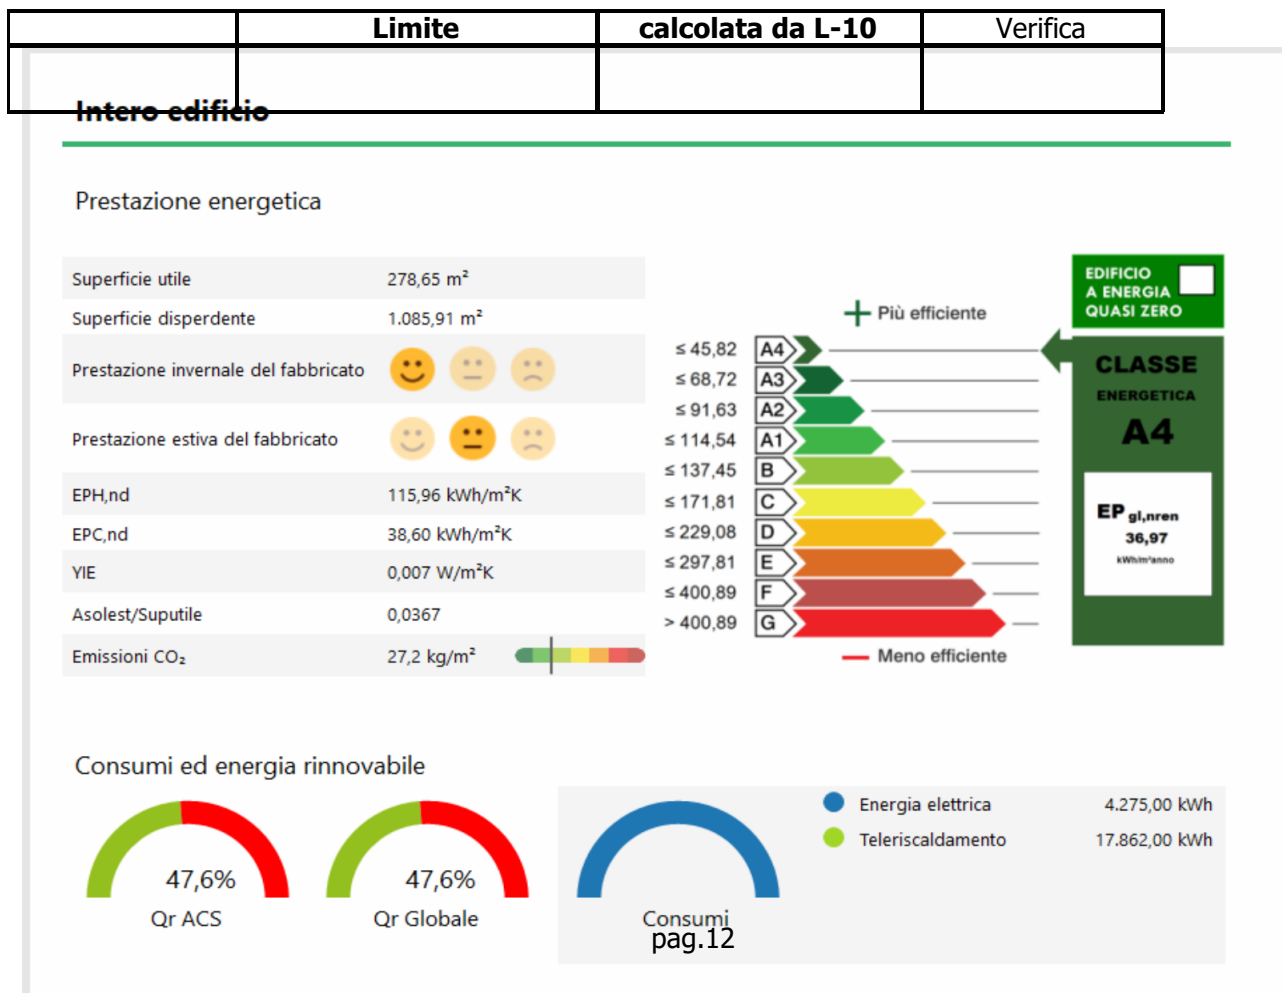 Limite calcolata da L-10 Verifica
Intero edificio
Prestazione energetica
Superficie utile 278,65 m²
Superficie disperdente 1.085,91 m²
Prestazione invernale del fabbricato
Prestazione estiva del fabbricato
EPH,nd 115,96 kWh/m²K
EPC,nd 38,60 kWh/m²K
YIE 0,007 W/m²K
Asolest/Suputile 0,0367
Emissioni CO₂ 27,2 kg/m²
Più efficiente
≤ 45,82 A4
≤ 68,72 A3
≤ 91,63 A2
≤ 114,54 A1
≤ 137,45 B
≤ 171,81 C
≤ 229,08 D
≤ 297,81 E
≤ 400,89 F
> 400,89 G
Meno efficiente
EDIFICIO
A ENERGIA
QUASI ZERO
CLASSE
ENERGETICA
A4
EP gl,nren
36,97
kWh/m²anno
Consumi ed energia rinnovabile
47,6%
Qr ACS
47,6%
Qr Globale
Consumi
Energia elettrica 4.275,00 kWh
Teleriscaldamento 17.862,00 kWh
pag.12